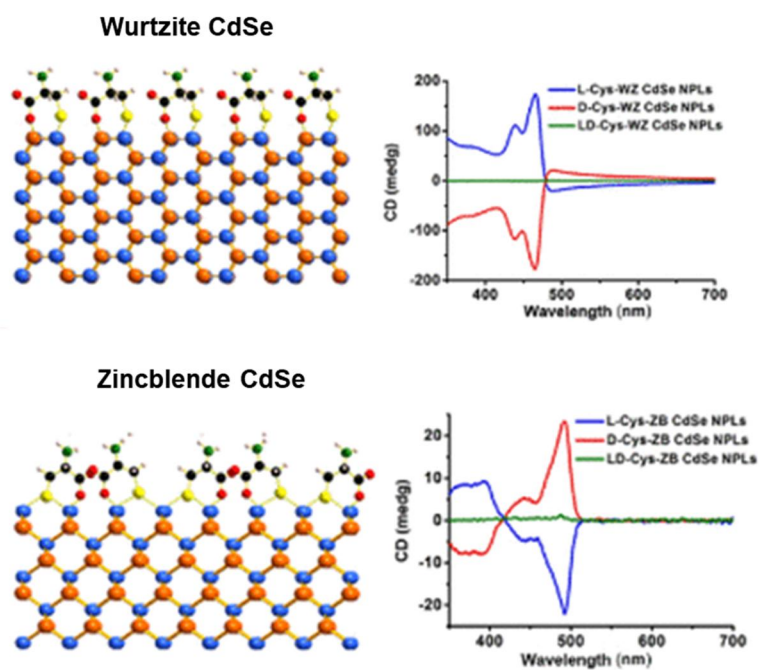 Wurtzite CdSe
200
100
0
-100
-200
CD (medg)
L-Cys-WZ CdSe NPLs
D-Cys-WZ CdSe NPLs
LD-Cys-WZ CdSe NPLs
400
500
600
700
Wavelength (nm)
Zincblende CdSe
20
10
0
-10
-20
CD (medg)
L-Cys-ZB CdSe NPLs
D-Cys-ZB CdSe NPLs
LD-Cys-ZB CdSe NPLs
400
500
600
700
Wavelength (nm)